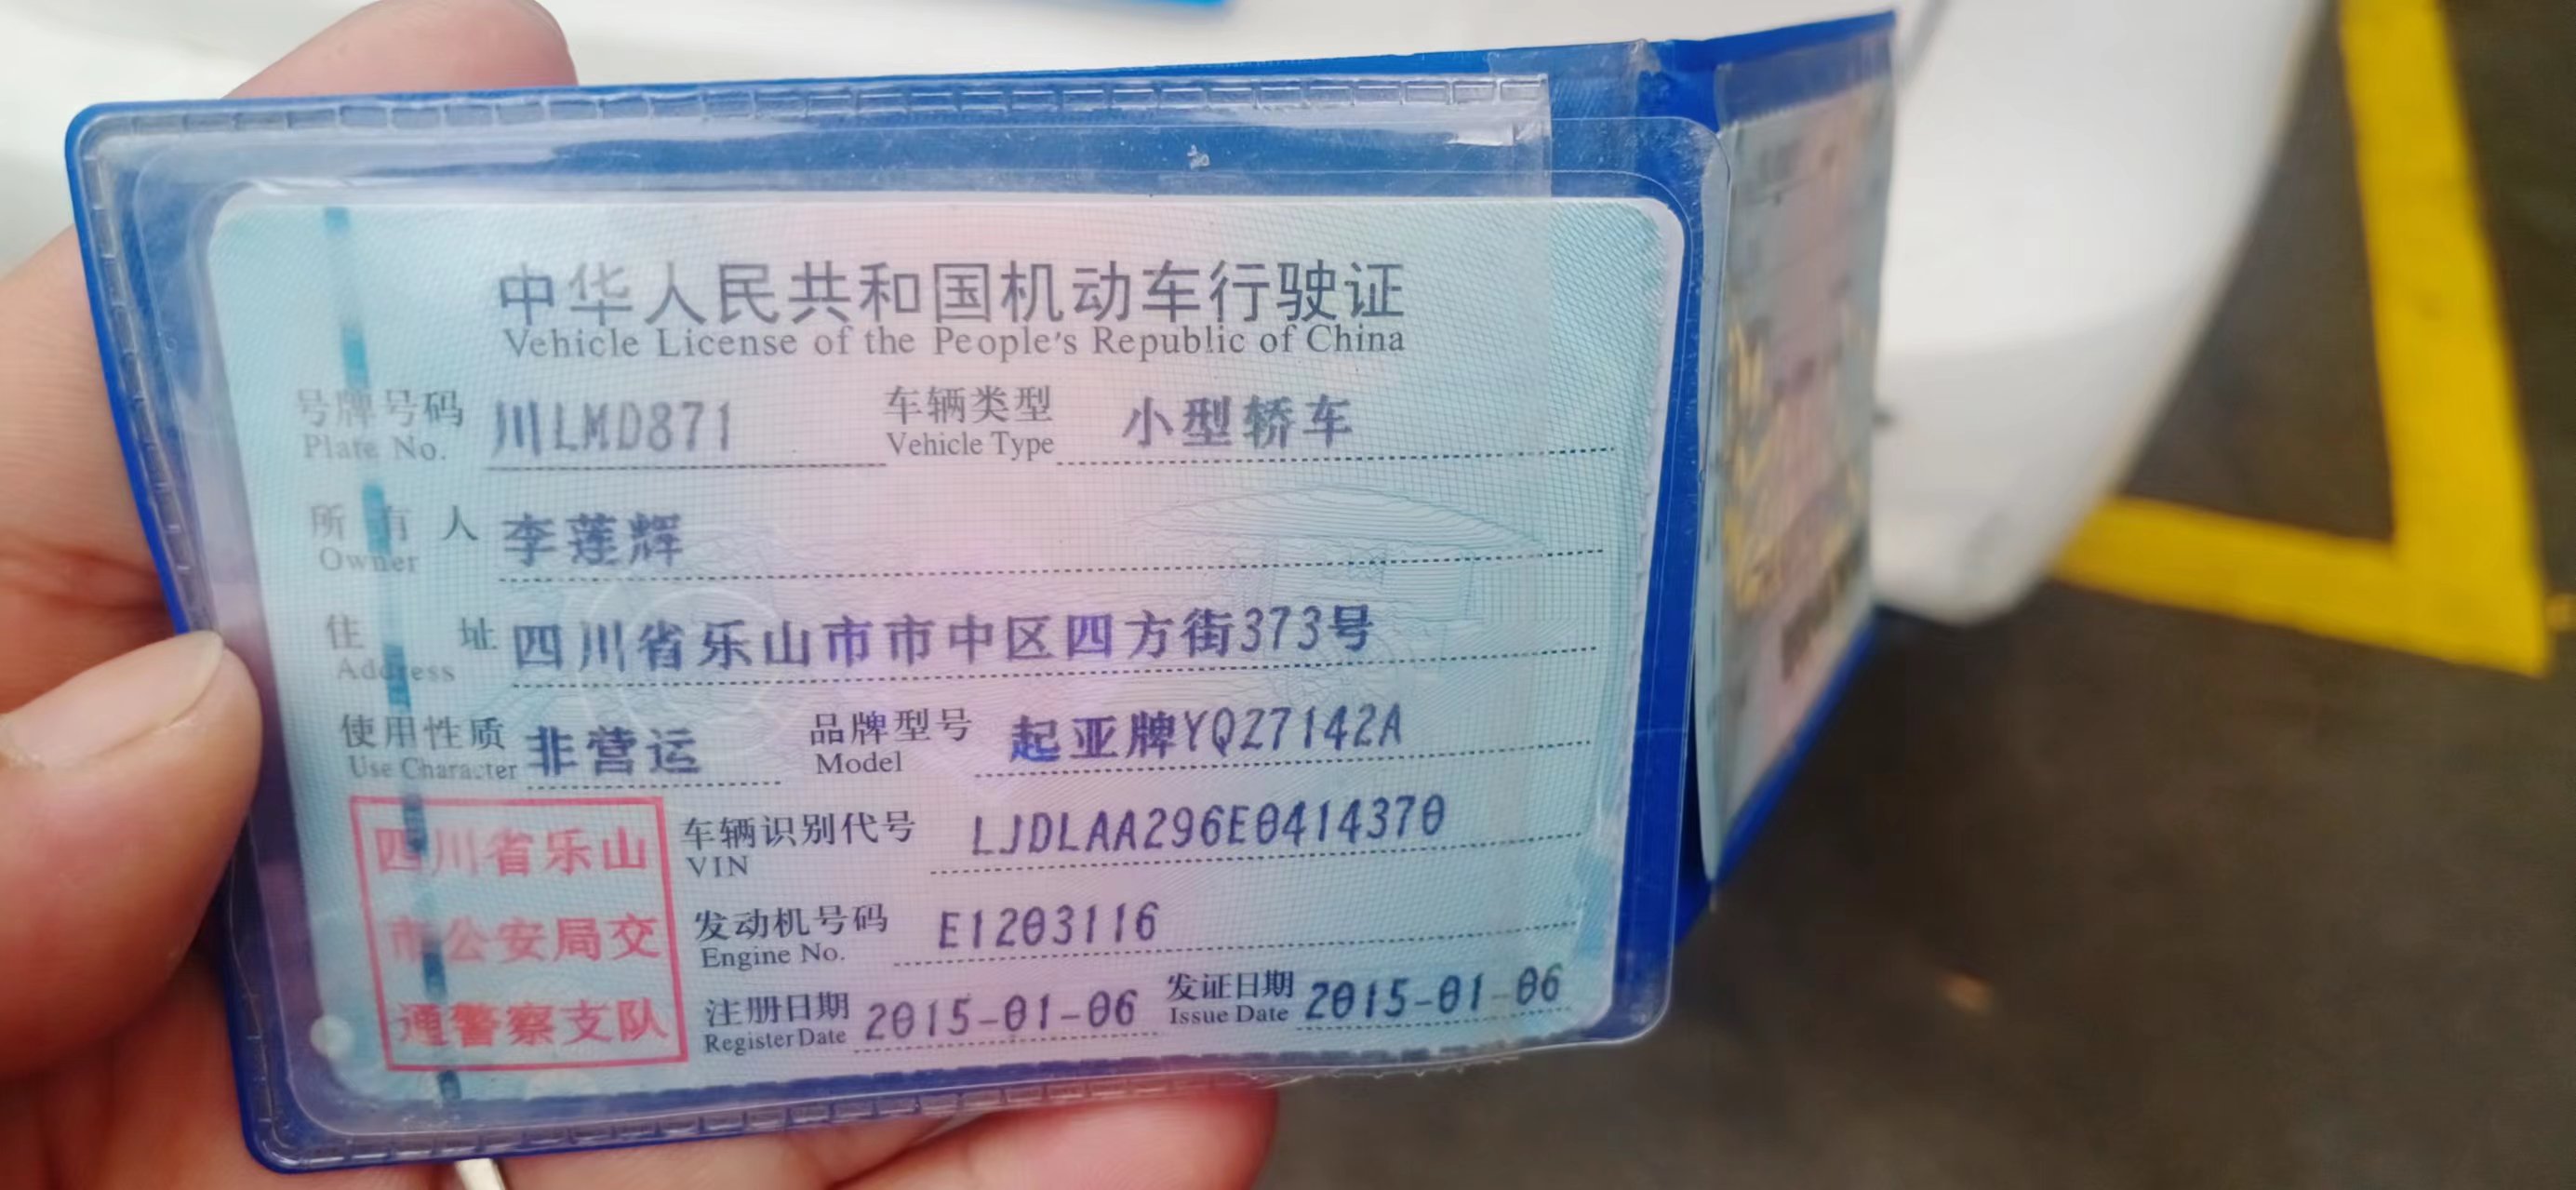 中华人民共和国机动车行驶证
Vehicle License of the People's Republic of China
号牌号码 川LMD871 车辆类型 小型轿车
Plate No. Vehicle Type
所有人 李莲辉
Owner
住址 四川省乐山市市中区四方街373号
Address
使用性质 非营运 品牌型号 起亚牌YQZ7142A
Use Character Model
四川省乐山
市公安局交
通警察支队
车辆识别代号 LJDLAA296E0414370
VIN
发动机号码 E1203116
Engine No.
注册日期 2015-01-06 发证日期 2015-01-06
Register Date Issue Date